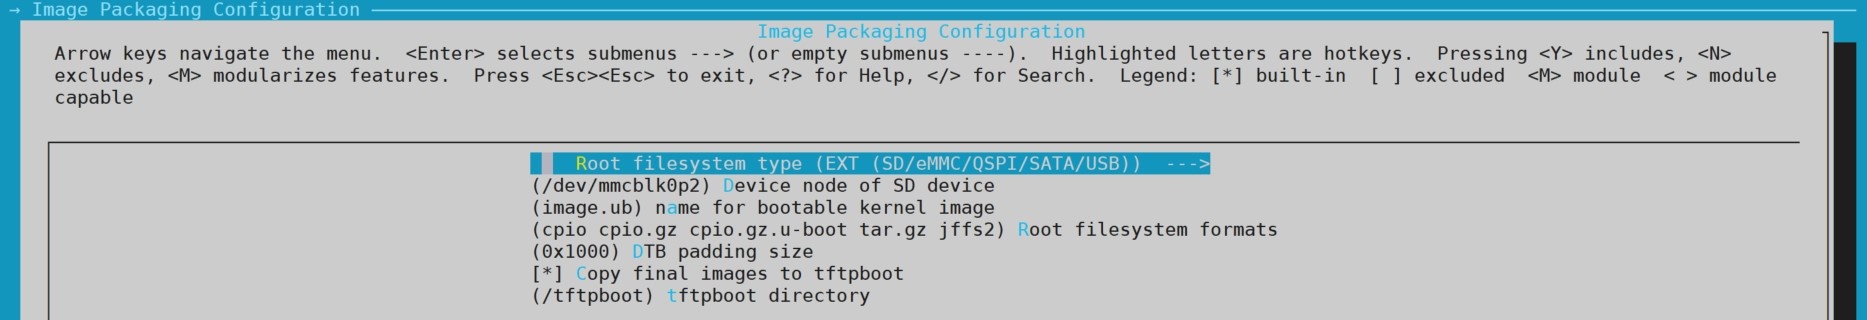 → Image Packaging Configuration
Image Packaging Configuration
Arrow keys navigate the menu.  <Enter> selects submenus ---> (or empty submenus ----).  Highlighted letters are hotkeys.  Pressing <Y> includes, <N>
excludes, <M> modularizes features.  Press <Esc><Esc> to exit, <?> for Help, </> for Search.  Legend: [*] built-in  [ ] excluded  <M> module  < > module
capable
Root filesystem type (EXT (SD/eMMC/QSPI/SATA/USB))  --->
(/dev/mmcblk0p2) Device node of SD device
(image.ub) name for bootable kernel image
(cpio cpio.gz cpio.gz.u-boot tar.gz jffs2) Root filesystem formats
(0x1000) DTB padding size
[*] Copy final images to tftpboot
(/tftpboot) tftpboot directory